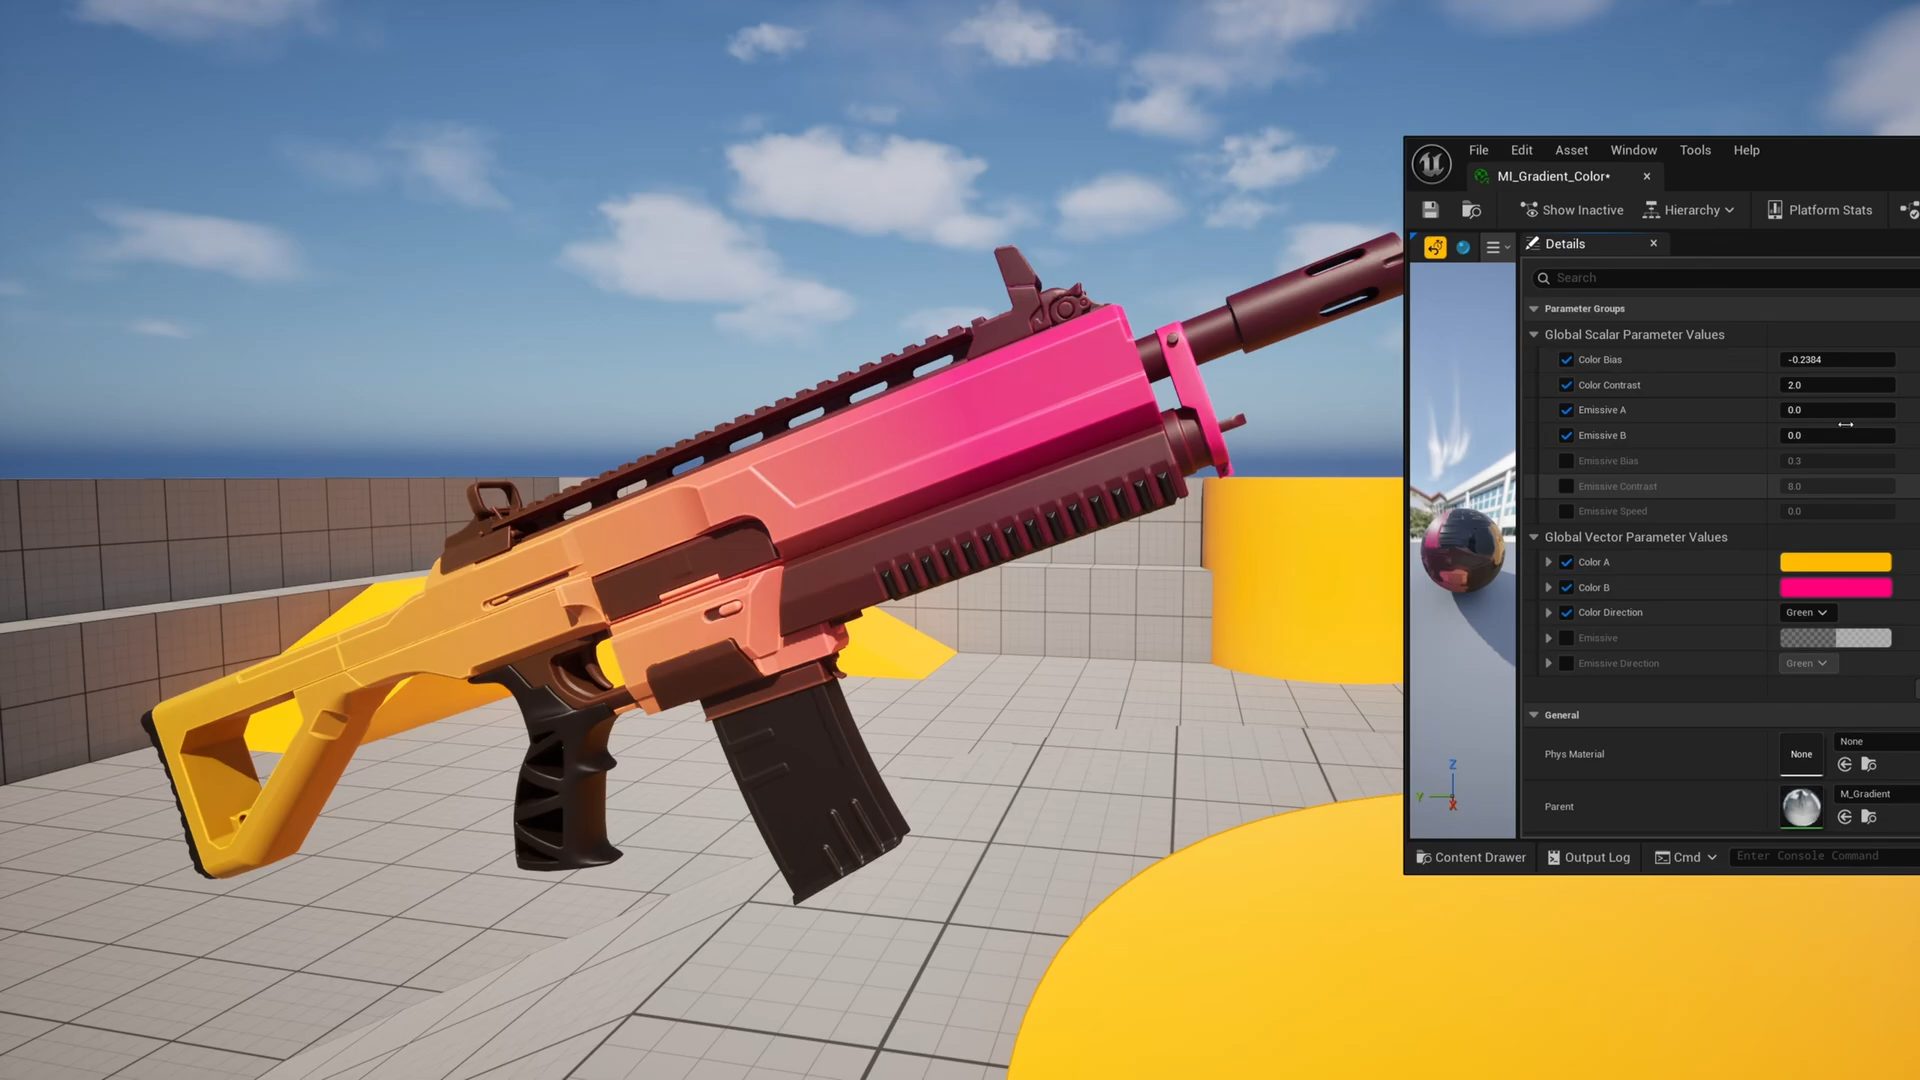 File Edit Asset Window Tools Help
MI_Gradient_Color*
Show Inactive Hierarchy Platform Stats
Details
Search
Parameter Groups
Global Scalar Parameter Values
Color Bias -0.2384
Color Contrast 2.0
Emissive A 0.0
Emissive B 0.0
Emissive Bias 0.3
Emissive Contrast 8.0
Emissive Speed 0.0
Global Vector Parameter Values
Color A
Color B
Color Direction Green
Emissive
Emissive Direction Green
General
Phys Material None None
Parent M_Gradient
Z
Y
X
Content Drawer Output Log Cmd Enter Console Command